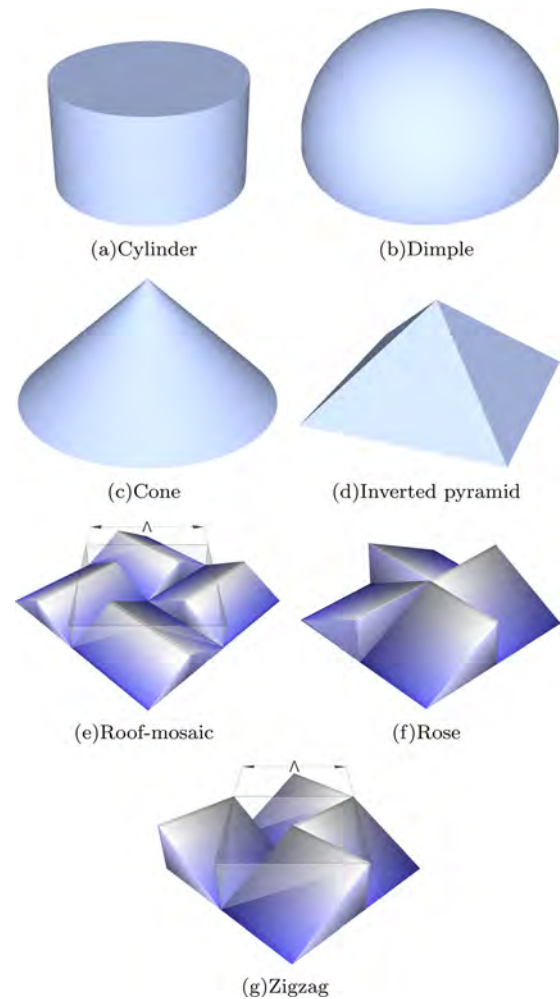 (a)Cylinder
(b)Dimple
(c)Cone
(d)Inverted pyramid
Λ
(e)Roof-mosaic
(f)Rose
Λ
(g)Zigzag